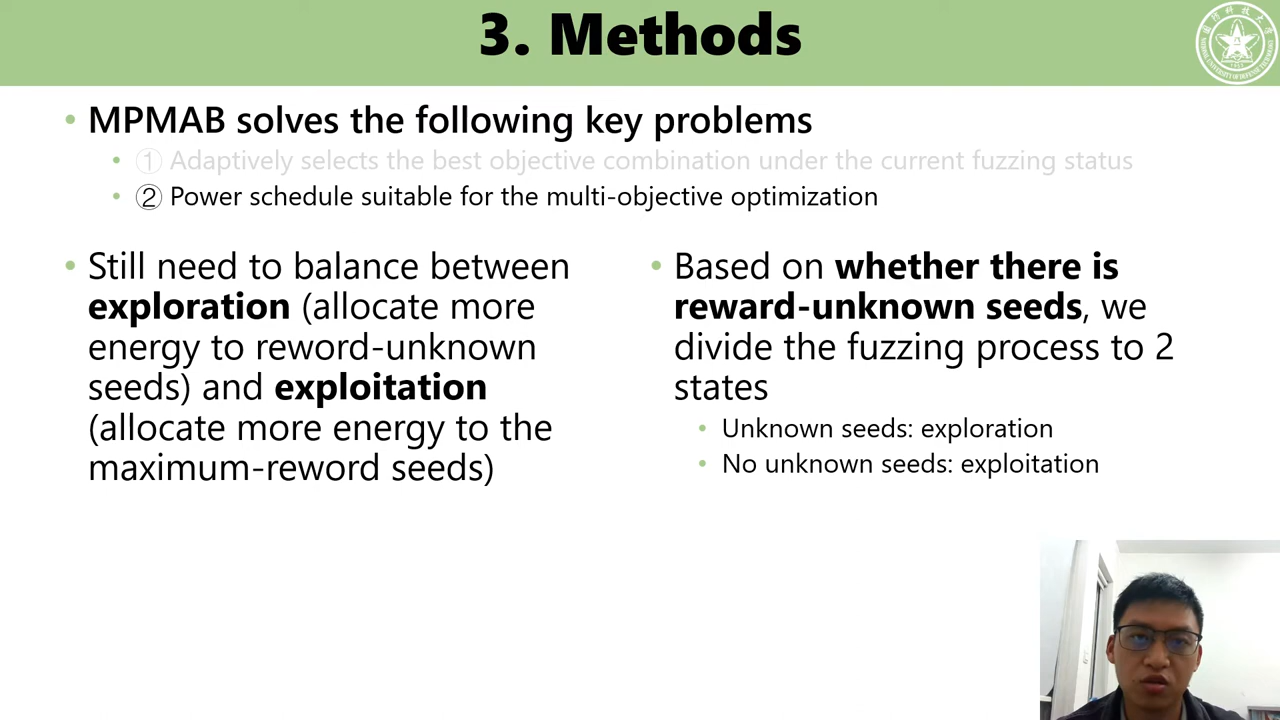 3. Methods
• MPMAB solves the following key problems
• ① Adaptively selects the best objective combination under the current fuzzing status
• ② Power schedule suitable for the multi-objective optimization
• Still need to balance between
exploration (allocate more
energy to reword-unknown
seeds) and exploitation
(allocate more energy to the
maximum-reword seeds)
• Based on whether there is
reward-unknown seeds, we
divide the fuzzing process to 2
states
• Unknown seeds: exploration
• No unknown seeds: exploitation